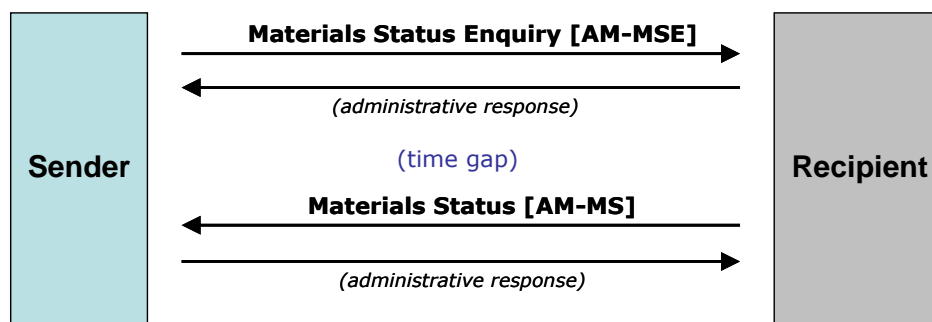 Materials Status Enquiry [AM-MSE]
(administrative response)
Sender
(time gap)
Recipient
Materials Status [AM-MS]
(administrative response)